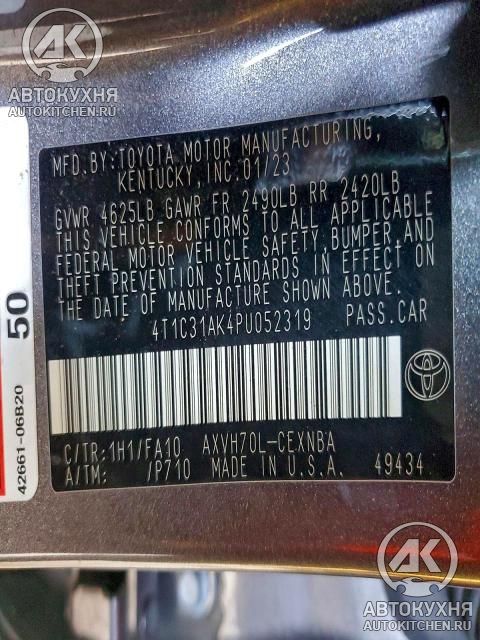 АК
АВТОКУХНЯ
AUTOKITCHEN.RU
MFD.BY:TOYOTA MOTOR MANUFACTURING,
KENTUCKY,INC.01/23
GVWR 4625LB GAWR FR 2490LB RR 2420LB
THIS VEHICLE CONFORMS TO ALL APPLICABLE
FEDERAL MOTOR VEHICLE SAFETY,BUMPER,AND
THEFT PREVENTION STANDARDS IN EFFECT ON
THE DATE OF MANUFACTURE SHOWN ABOVE.
4T1C31AK4PU052319 PASS.CAR
C/TR:1H1/FA10 AXVH70L-CEXNBA
A/TM: /P710 MADE IN U.S.A. 49434
50
42661-06B20
АК
АВТОКУХНЯ
AUTOKITCHEN.RU